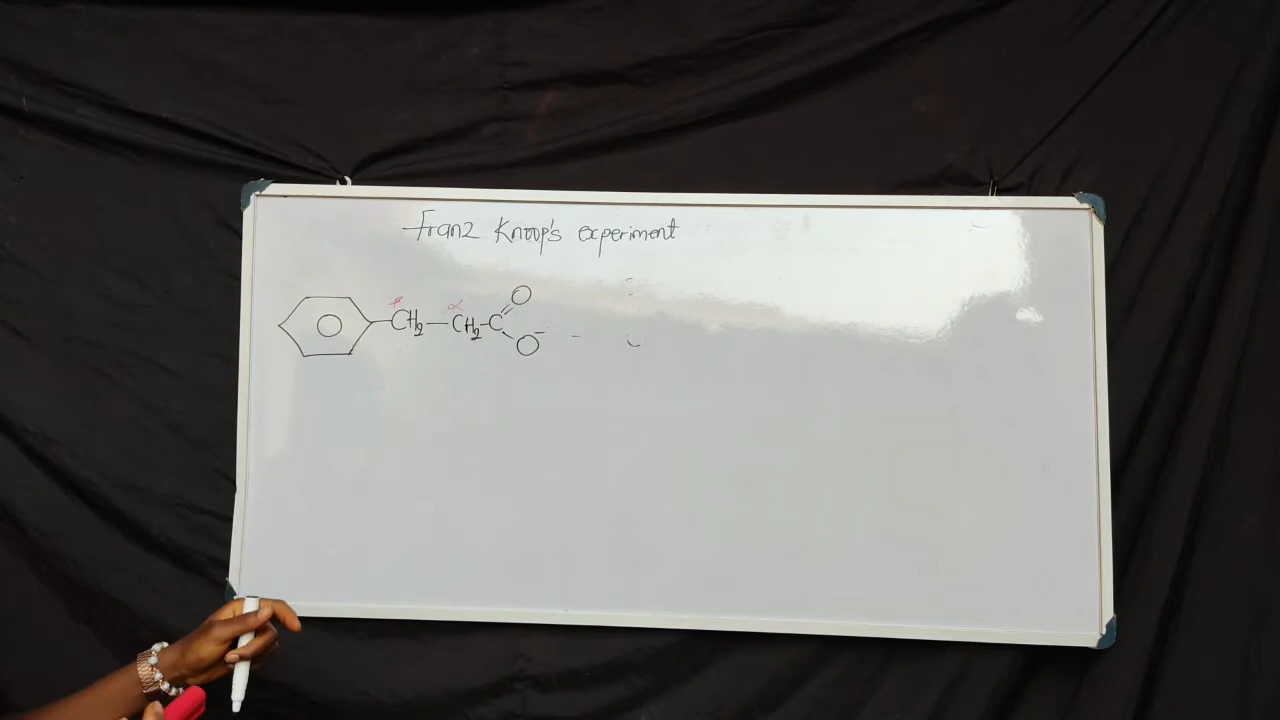 Franz Knoop's experiment
α
O
CH₂—CH₂-C
O⁻